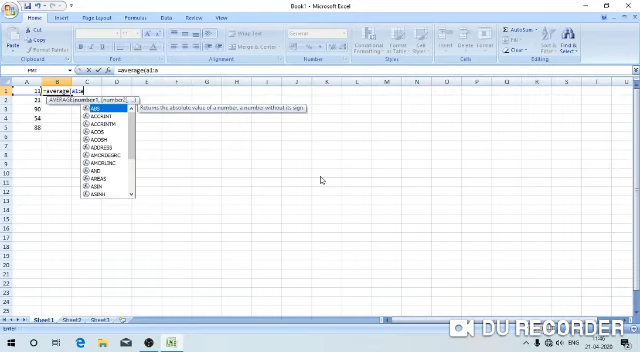 Book1 - Microsoft Excel
Home Insert Page Layout Formulas Data Review View
Paste
Cut
Copy
Format Painter
Wrap Text
Merge & Center
Conditional Formatting
Format as Table
Cell Styles
Insert Delete Format
AutoSum
Fill
Clear
Sort & Filter
Find & Select
Clipboard Font Alignment Number Styles Cells Editing
=average(a1:a
A B C D E F G H I J K L M N O P Q R S T U
1 11 =average(a1:a
2 21
AVERAGE(number1, [number2], ...)
3 90
4 54
5 88
6
7
8
9
10
11
12
13
14
15
16
17
18
19
20
21
22
23
24
25
ABS
Returns the absolute value of a number, a number without its sign.
ACCRINT
ACCRINTM
ACOS
ACOSH
ADDRESS
AMORDEGRC
AMORLINC
AND
AREAS
ASIN
ASINH
Sheet1 Sheet2 Sheet3
Enter
DU RECORDER
ENG
21-04-2020